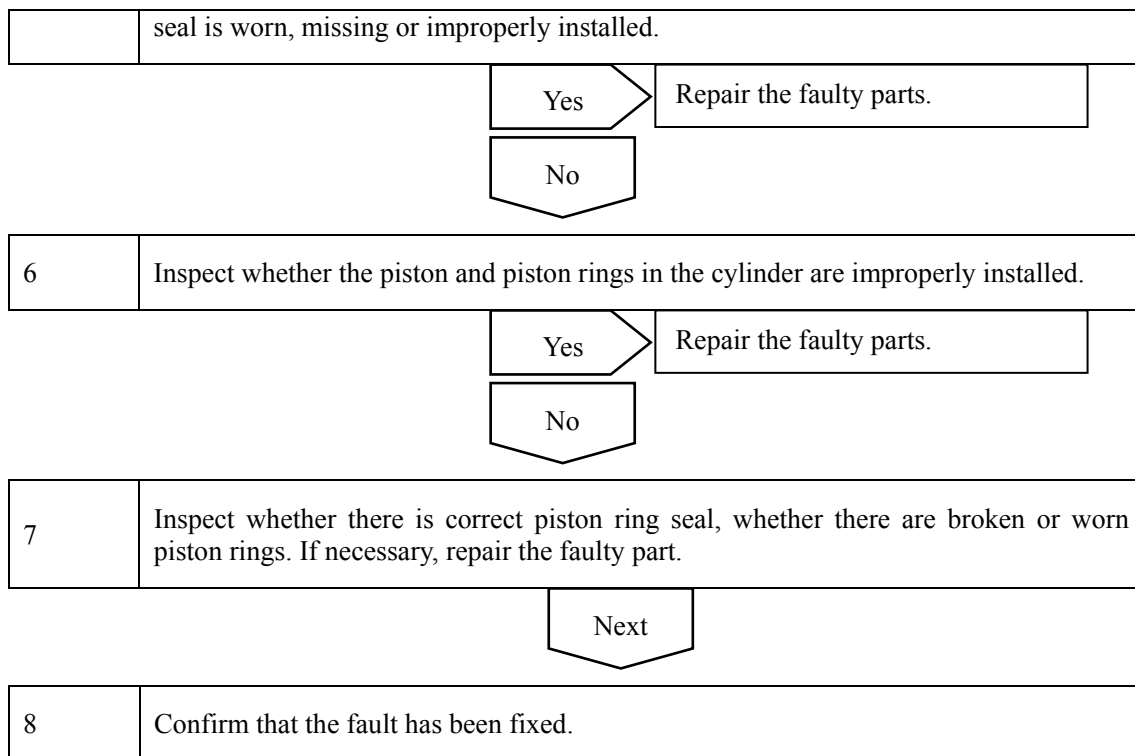 seal is worn, missing or improperly installed.
Yes
Repair the faulty parts.
No
6
Inspect whether the piston and piston rings in the cylinder are improperly installed.
Yes
Repair the faulty parts.
No
7
Inspect whether there is correct piston ring seal, whether there are broken or worn
piston rings. If necessary, repair the faulty part.
Next
8
Confirm that the fault has been fixed.